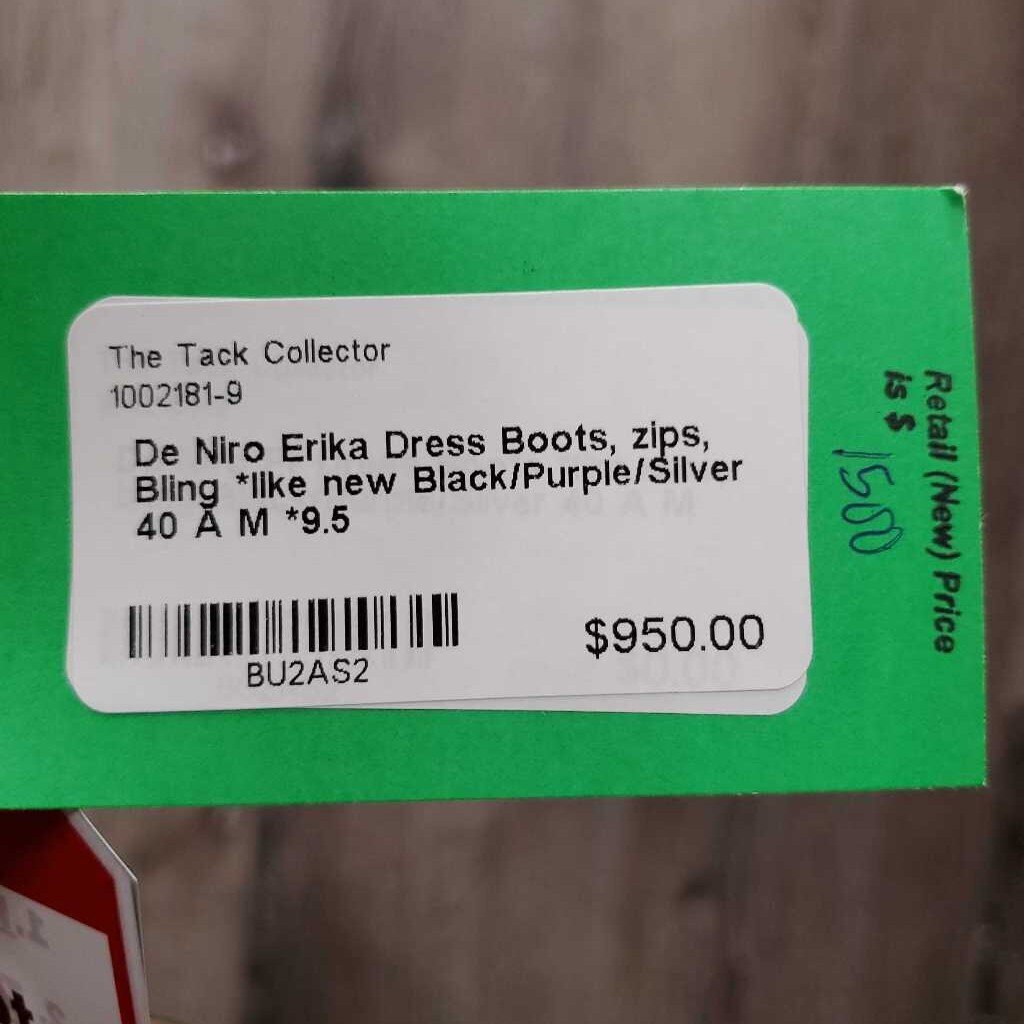 The Tack Collector
1002181-9
De Niro Erika Dress Boots, zips,
Bling *like new Black/Purple/Silver
40 A M *9.5
BU2AS2
$950.00
Retail (New) Price
is $ 1500